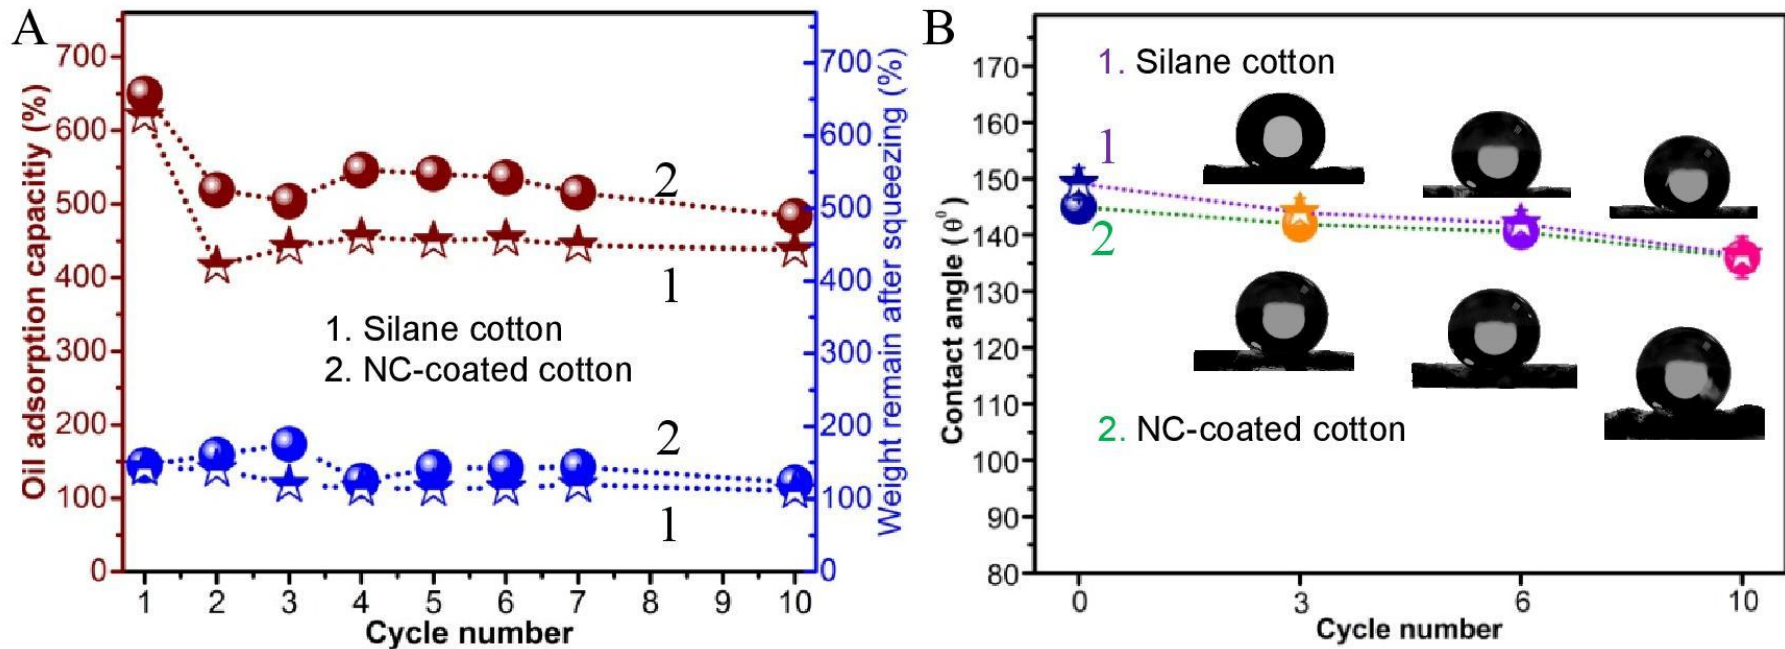 A
Oil adsorption capacitiy (%)
700
600
500
400
300
200
100
0
2
1
1. Silane cotton
2. NC-coated cotton
2
1
1 2 3 4 5 6 7 8 9 10
Cycle number
700
600
500
400
300
200
100
0
Weight remain after squeezing (%)
B
Contact angle (θ⁰)
170
160
150
140
130
120
110
100
90
80
1. Silane cotton
1
2
2. NC-coated cotton
0 3 6 10
Cycle number